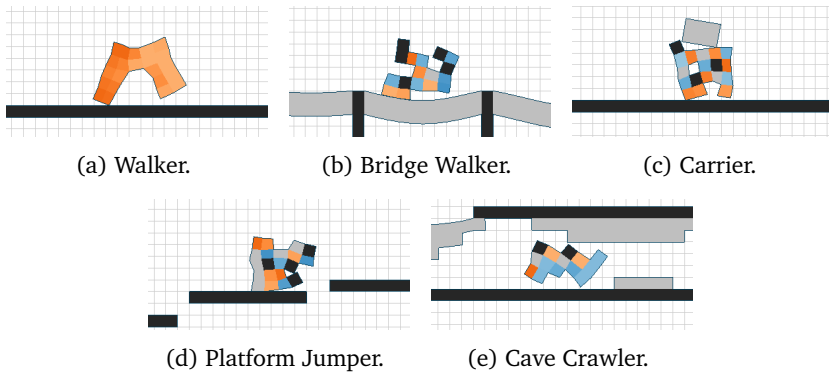 (a) Walker.
(b) Bridge Walker.
(c) Carrier.
(d) Platform Jumper.
(e) Cave Crawler.